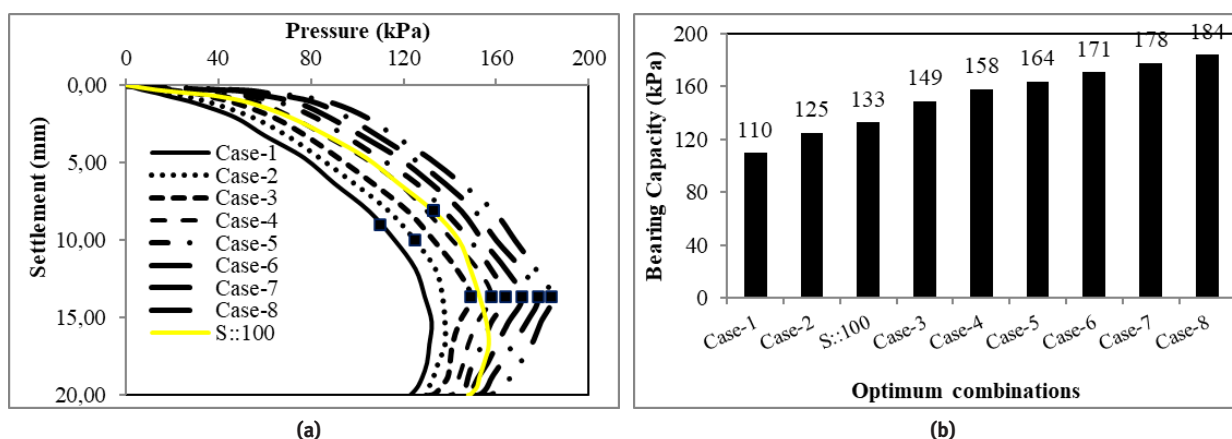 Pressure (kPa)
0 40 80 120 160 200
0,00
5,00
10,00
15,00
20,00
Settlement (mm)
Case-1
Case-2
Case-3
Case-4
Case-5
Case-6
Case-7
Case-8
S::100
(a)
Bearing Capacity (kPa)
200
160
120
80
40
0
110 125 133 149 158 164 171 178 184
Case-1 Case-2 S::100 Case-3 Case-4 Case-5 Case-6 Case-7 Case-8
Optimum combinations
(b)